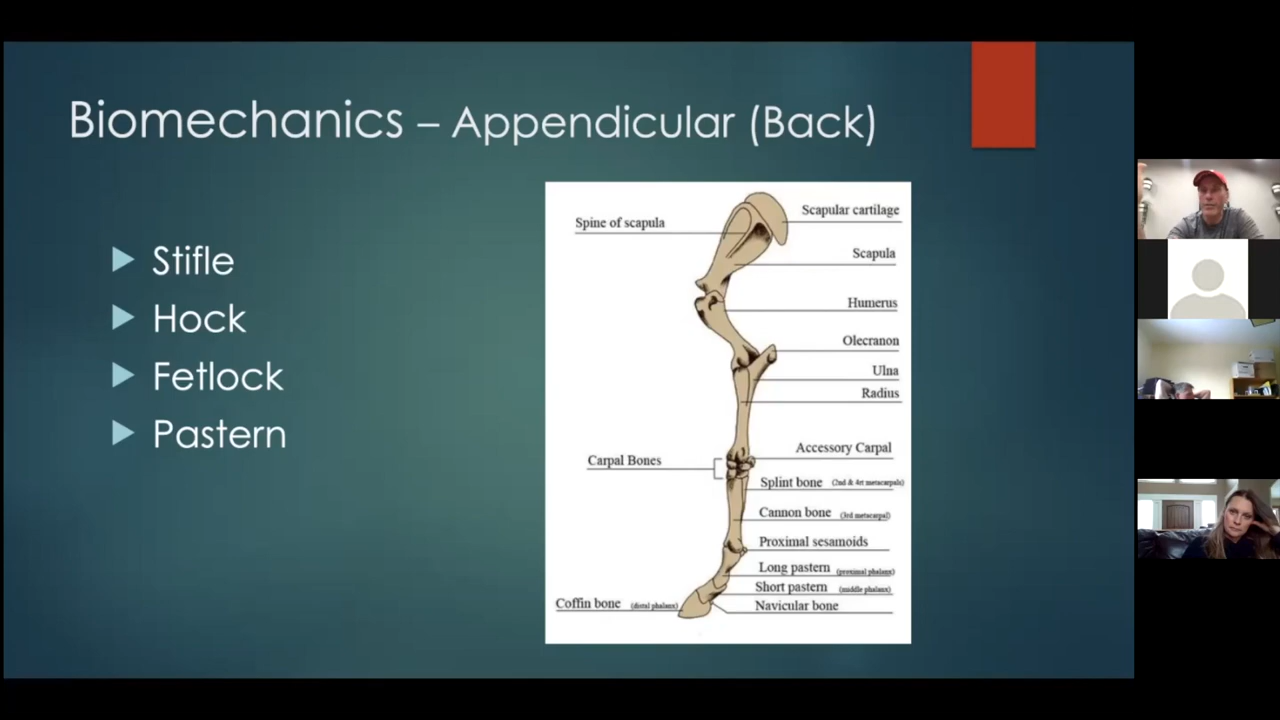 Biomechanics – Appendicular (Back)
Stifle
Hock
Fetlock
Pastern
Spine of scapula
Scapular cartilage
Scapula
Humerus
Olecranon
Ulna
Radius
Carpal Bones
Accessory Carpal
Splint bone (2nd & 4rt metacarpals)
Cannon bone (3rd metacarpal)
Proximal sesamoids
Long pastern (proximal phalanx)
Short pastern (middle phalanx)
Coffin bone (distal phalanx)
Navicular bone